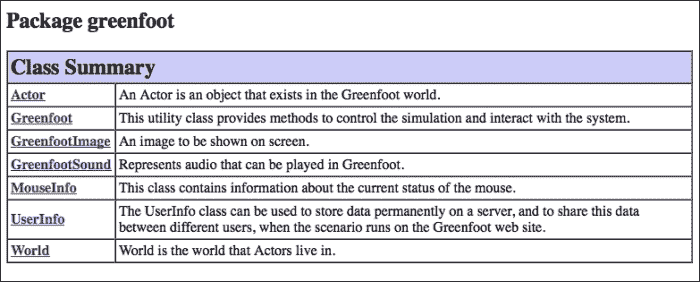 Package greenfoot
Class Summary
Actor An Actor is an object that exists in the Greenfoot world.
Greenfoot This utility class provides methods to control the simulation and interact with the system.
GreenfootImage An image to be shown on screen.
GreenfootSound Represents audio that can be played in Greenfoot.
MouseInfo This class contains information about the current status of the mouse.
UserInfo The UserInfo class can be used to store data permanently on a server, and to share this data
between different users, when the scenario runs on the Greenfoot web site.
World World is the world that Actors live in.